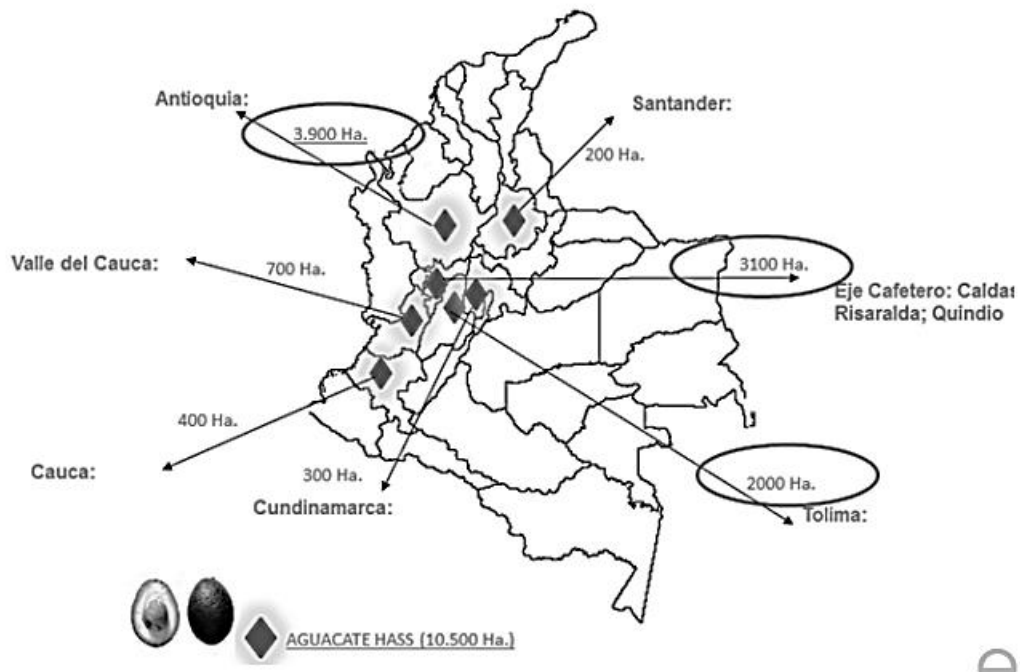 Antioquia:
3.900 Ha.
Santander:
200 Ha.
Valle del Cauca:
700 Ha.
3100 Ha.
Eje Cafetero: Caldas
Risaralda; Quindio
400 Ha.
Cauca:
300 Ha.
Cundinamarca:
2000 Ha.
Tolima:
AGUACATE HASS (10.500 Ha.)